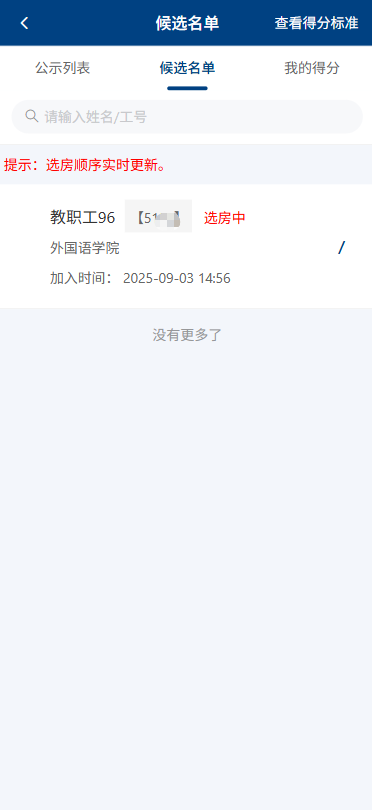 候选名单 查看得分标准
公示列表 候选名单 我的得分
请输入姓名/工号
提示：选房顺序实时更新。
教职工96 【51 】 选房中
外国语学院 /
加入时间： 2025-09-03 14:56
没有更多了